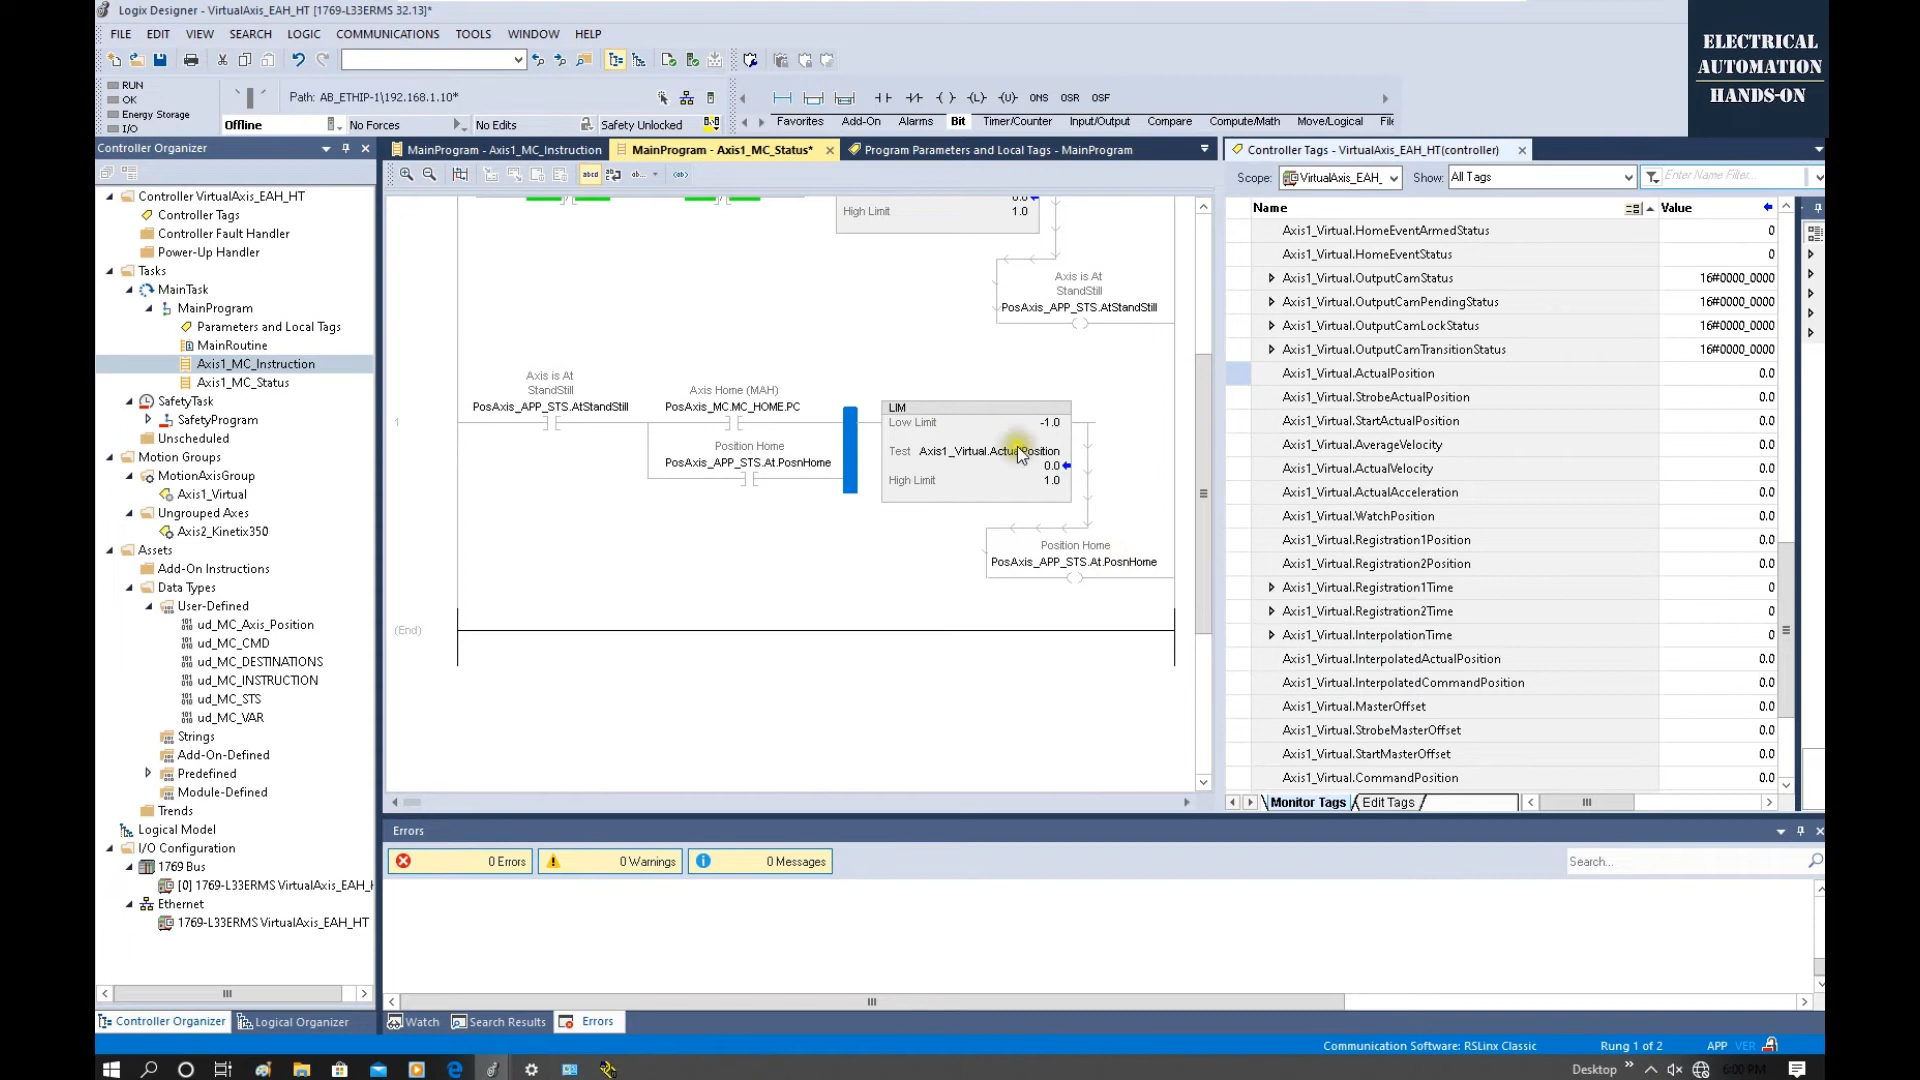 Logix Designer - VirtualAxis_EAH_HT [1769-L33ERMS 32.13]*
FILE EDIT VIEW SEARCH LOGIC COMMUNICATIONS TOOLS WINDOW HELP
ELECTRICAL
AUTOMATION
HANDS-ON
RUN
OK
Energy Storage
I/O
Path: AB_ETHIP-1\192.168.1.10*
Offline No Forces No Edits Safety Unlocked
ONS OSR OSF
Favorites Add-On Alarms Bit Timer/Counter Input/Output Compare Compute/Math Move/Logical
Controller Organizer
MainProgram - Axis1_MC_Instruction
MainProgram - Axis1_MC_Status*
Program Parameters and Local Tags - MainProgram
Controller Tags - VirtualAxis_EAH_HT(controller)
Controller VirtualAxis_EAH_HT
Controller Tags
Controller Fault Handler
Power-Up Handler
Tasks
MainTask
MainProgram
Parameters and Local Tags
MainRoutine
Axis1_MC_Instruction
Axis1_MC_Status
SafetyTask
SafetyProgram
Unscheduled
Motion Groups
MotionAxisGroup
Axis1_Virtual
Ungrouped Axes
Axis2_Kinetix350
Assets
Add-On Instructions
Data Types
User-Defined
ud_MC_Axis_Position
ud_MC_CMD
ud_MC_DESTINATIONS
ud_MC_INSTRUCTION
ud_MC_STS
ud_MC_VAR
Strings
Add-On-Defined
Predefined
Module-Defined
Trends
Logical Model
I/O Configuration
1769 Bus
[0] 1769-L33ERMS VirtualAxis_EAH_H
Ethernet
1769-L33ERMS VirtualAxis_EAH_HT
Controller Organizer Logical Organizer
0.0
High Limit 1.0
Axis is At
StandStill
PosAxis_APP_STS.AtStandStill
1
Axis is At
StandStill
PosAxis_APP_STS.AtStandStill
Axis Home (MAH)
PosAxis_MC.MC_HOME.PC
Position Home
PosAxis_APP_STS.At.PosnHome
LIM
Low Limit -1.0
Test Axis1_Virtual.ActualPosition
0.0
High Limit 1.0
Position Home
PosAxis_APP_STS.At.PosnHome
(End)
Scope: VirtualAxis_EAH_ Show: All Tags Enter Name Filter...
Name Value
Axis1_Virtual.HomeEventArmedStatus 0
Axis1_Virtual.HomeEventStatus 0
Axis1_Virtual.OutputCamStatus 16#0000_0000
Axis1_Virtual.OutputCamPendingStatus 16#0000_0000
Axis1_Virtual.OutputCamLockStatus 16#0000_0000
Axis1_Virtual.OutputCamTransitionStatus 16#0000_0000
Axis1_Virtual.ActualPosition 0.0
Axis1_Virtual.StrobeActualPosition 0.0
Axis1_Virtual.StartActualPosition 0.0
Axis1_Virtual.AverageVelocity 0.0
Axis1_Virtual.ActualVelocity 0.0
Axis1_Virtual.ActualAcceleration 0.0
Axis1_Virtual.WatchPosition 0.0
Axis1_Virtual.Registration1Position 0.0
Axis1_Virtual.Registration2Position 0.0
Axis1_Virtual.Registration1Time 0
Axis1_Virtual.Registration2Time 0
Axis1_Virtual.InterpolationTime 0
Axis1_Virtual.InterpolatedActualPosition 0.0
Axis1_Virtual.InterpolatedCommandPosition 0.0
Axis1_Virtual.MasterOffset 0.0
Axis1_Virtual.StrobeMasterOffset 0.0
Axis1_Virtual.StartMasterOffset 0.0
Axis1_Virtual.CommandPosition 0.0
Monitor Tags Edit Tags
Errors
0 Errors 0 Warnings 0 Messages
Search...
Watch Search Results Errors
Communication Software: RSLinx Classic Rung 1 of 2 APP VER
Desktop 6:00 PM